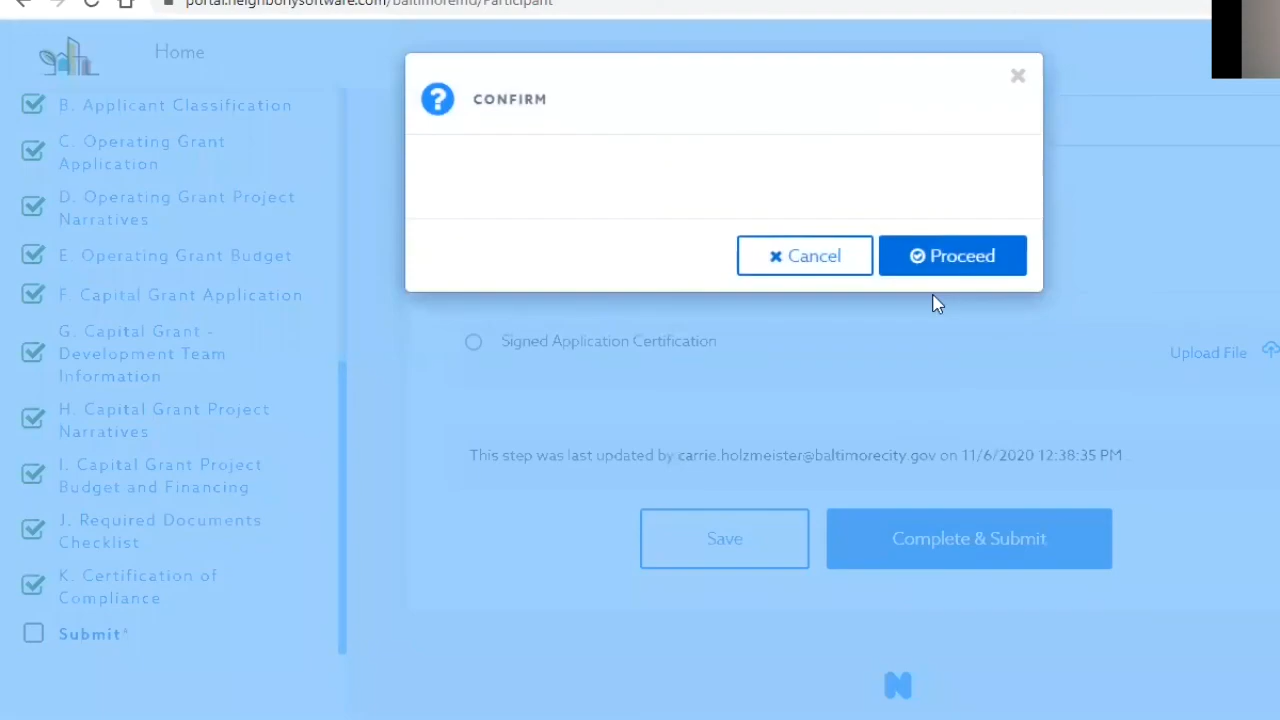 portal.neighborlysoftware.com/baltimoremd/Participant
Home
B. Applicant Classification
C. Operating Grant
Application
D. Operating Grant Project
Narratives
E. Operating Grant Budget
F. Capital Grant Application
G. Capital Grant -
Development Team
Information
H. Capital Grant Project
Narratives
I. Capital Grant Project
Budget and Financing
J. Required Documents
Checklist
K. Certification of
Compliance
Submit*
CONFIRM
Cancel
Proceed
Signed Application Certification
Upload File
This step was last updated by carrie.holzmeister@baltimorecity.gov on 11/6/2020 12:38:35 PM
Save
Complete & Submit